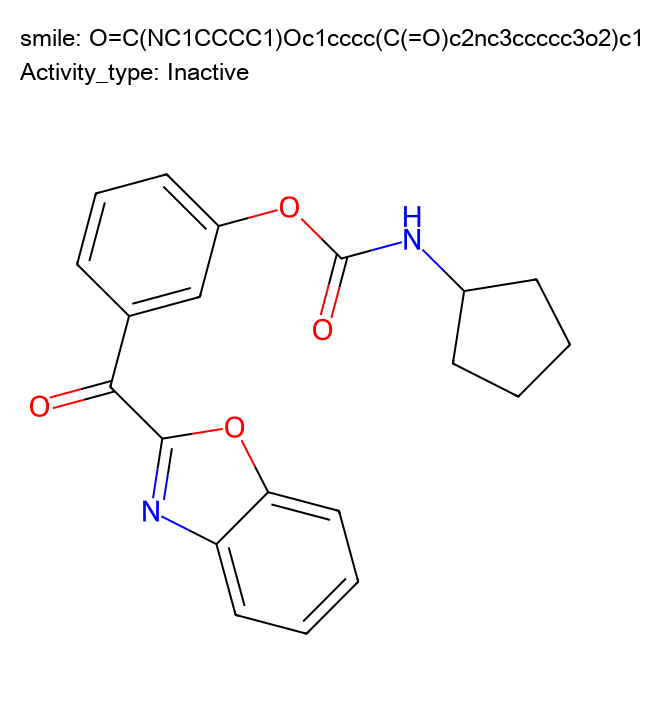 smile: O=C(NC1CCCC1)Oc1cccc(C(=O)c2nc3ccccc3o2)c1
Activity_type: Inactive
O
H
N
O
O
O
N